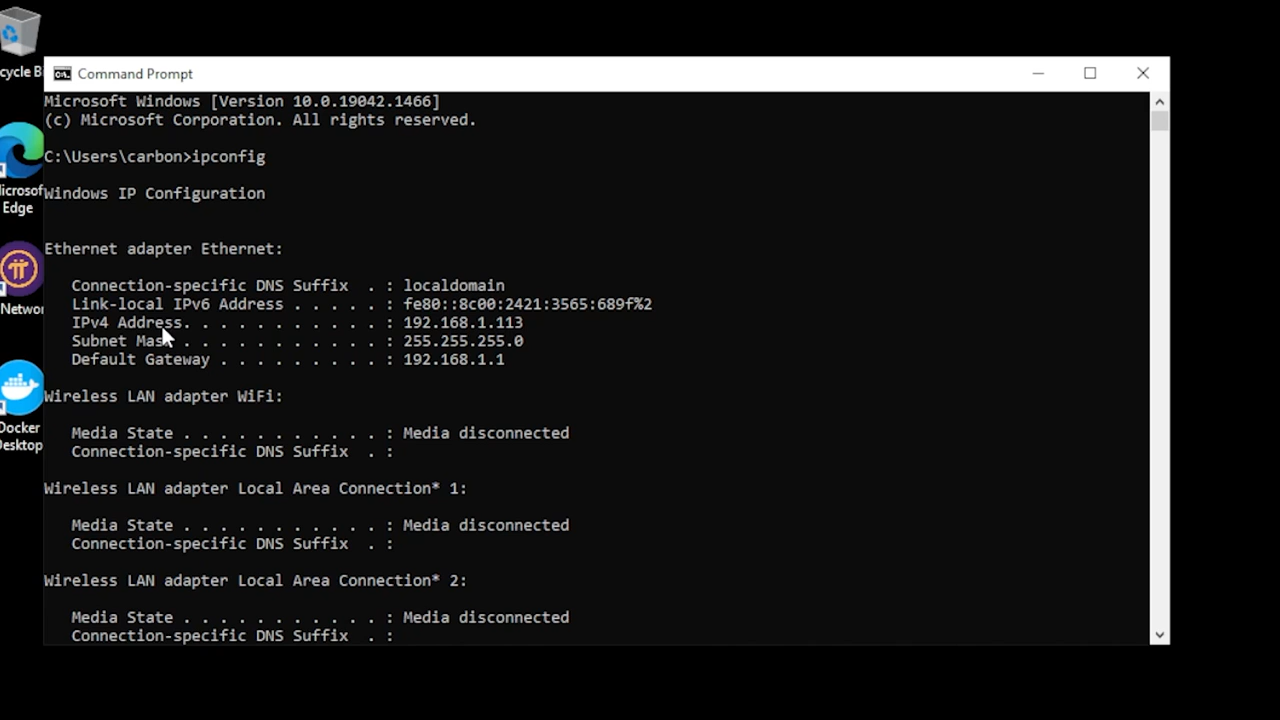 cycle Bi
Command Prompt
Microsoft Windows [Version 10.0.19042.1466]
(c) Microsoft Corporation. All rights reserved.
C:\Users\carbon>ipconfig
Windows IP Configuration
Microsof
Edge
Ethernet adapter Ethernet:
Connection-specific DNS Suffix . : localdomain
Link-local IPv6 Address . . . . . : fe80::8c00:2421:3565:689f%2
IPv4 Address. . . . . . . . . . . : 192.168.1.113
Subnet Mask . . . . . . . . . . . : 255.255.255.0
Default Gateway . . . . . . . . . : 192.168.1.1
Networ
Wireless LAN adapter WiFi:
Media State . . . . . . . . . . . : Media disconnected
Connection-specific DNS Suffix . :
Docker
Desktop
Wireless LAN adapter Local Area Connection* 1:
Media State . . . . . . . . . . . : Media disconnected
Connection-specific DNS Suffix . :
Wireless LAN adapter Local Area Connection* 2:
Media State . . . . . . . . . . . : Media disconnected
Connection-specific DNS Suffix . :